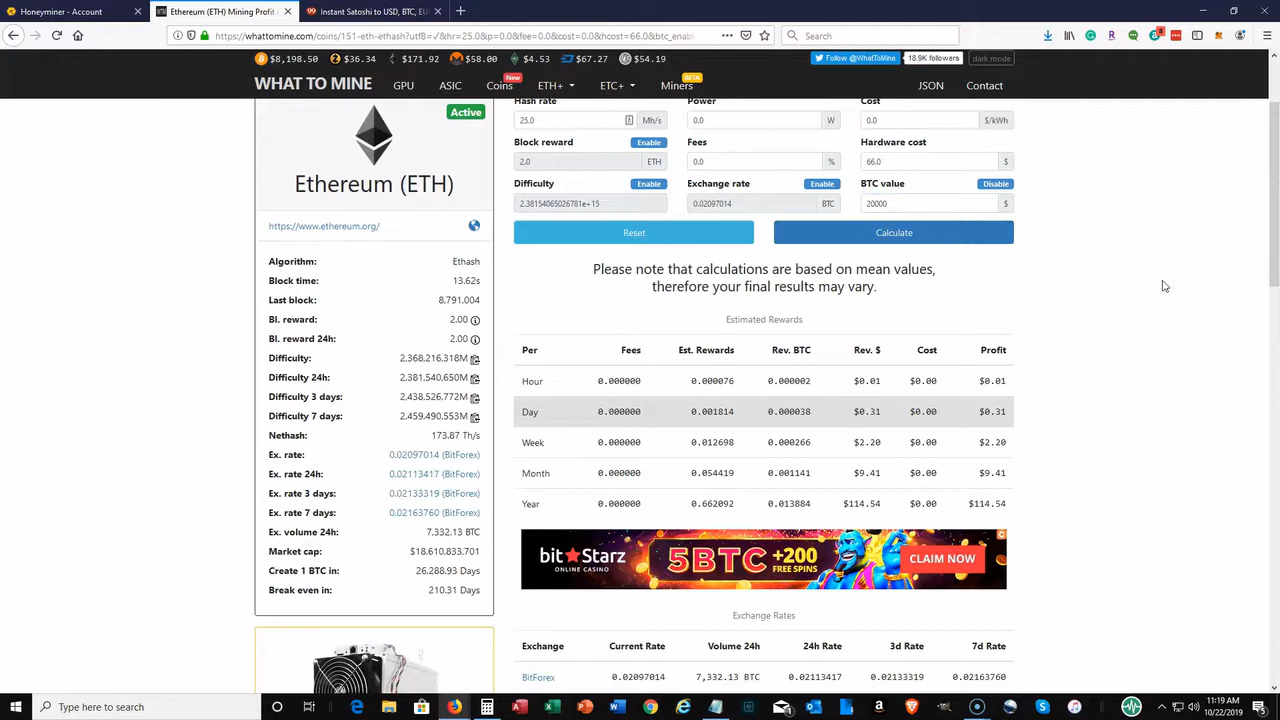 Honeyminer - Account
Ethereum (ETH) Mining Profit
Instant Satoshi to USD, BTC, EUR
https://whattomine.com/coins/151-eth-ethash?utf8=✓&hr=25.0&p=0.0&fee=0.0&cost=0.0&hcost=66.0&btc_enab
Search
$8,198.50 $36.34 $171.92 $58.00 $4.53 $67.27 $54.19
Follow @WhatToMine 18.9K followers dark mode
WHAT TO MINE GPU ASIC Coins New ETH+ ETC+ Miners BETA JSON Contact
Active
Ethereum (ETH)
https://www.ethereum.org/
Algorithm: Ethash
Block time: 13.62s
Last block: 8,791,004
Bl. reward: 2.00
Bl. reward 24h: 2.00
Difficulty: 2,368,216,318M
Difficulty 24h: 2,381,540,650M
Difficulty 3 days: 2,438,526,772M
Difficulty 7 days: 2,459,490,553M
Nethash: 173.87 Th/s
Ex. rate: 0.02097014 (BitForex)
Ex. rate 24h: 0.02113417 (BitForex)
Ex. rate 3 days: 0.02133319 (BitForex)
Ex. rate 7 days: 0.02163760 (BitForex)
Ex. volume 24h: 7,332.13 BTC
Market cap: $18,610,833,701
Create 1 BTC in: 26,288.93 Days
Break even in: 210.31 Days
Hash rate Power Cost
25.0 Mh/s 0.0 W 0.0 $/kWh
Block reward Enable Fees Hardware cost
2.0 ETH 0.0 % 66.0 $
Difficulty Enable Exchange rate Enable BTC value Disable
2.38154065026781e+15 0.02097014 BTC 20000 $
Reset Calculate
Please note that calculations are based on mean values,
therefore your final results may vary.
Estimated Rewards
Per Fees Est. Rewards Rev. BTC Rev. $ Cost Profit
Hour 0.000000 0.000076 0.000002 $0.01 $0.00 $0.01
Day 0.000000 0.001814 0.000038 $0.31 $0.00 $0.31
Week 0.000000 0.012698 0.000266 $2.20 $0.00 $2.20
Month 0.000000 0.054419 0.001141 $9.41 $0.00 $9.41
Year 0.000000 0.662092 0.013884 $114.54 $0.00 $114.54
bitStarz ONLINE CASINO 5BTC +200 FREE SPINS CLAIM NOW
Exchange Rates
Exchange Current Rate Volume 24h 24h Rate 3d Rate 7d Rate
BitForex 0.02097014 7,332.13 BTC 0.02113417 0.02133319 0.02163760
Type here to search
11:19 AM
10/22/2019